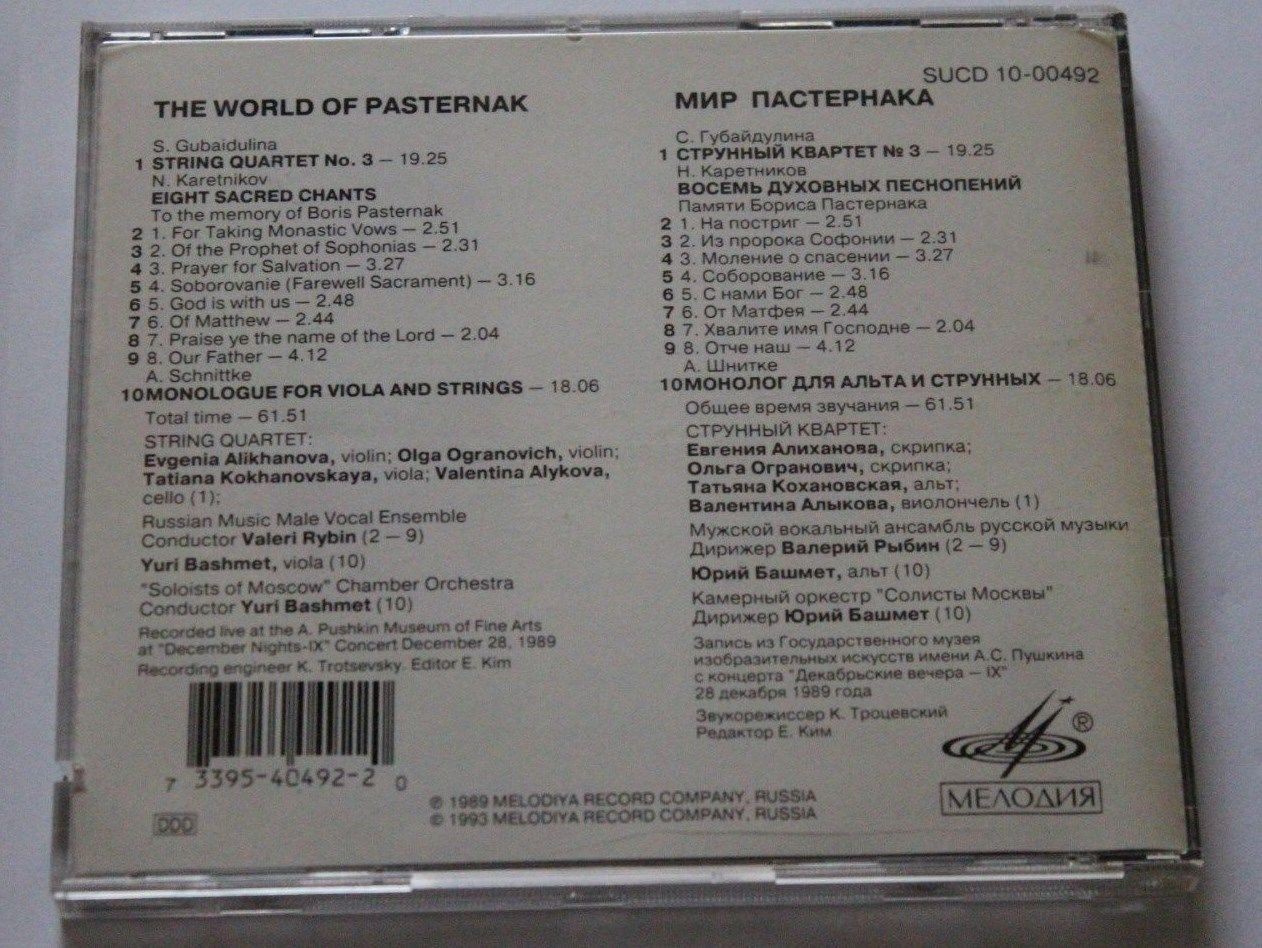 SUCD 10-00492
THE WORLD OF PASTERNAK
S. Gubaidulina
1 STRING QUARTET No. 3 — 19.25
N. Karetnikov
EIGHT SACRED CHANTS
To the memory of Boris Pasternak
2 1. For Taking Monastic Vows — 2.51
3 2. Of the Prophet of Sophonias — 2.31
4 3. Prayer for Salvation — 3.27
5 4. Soborovanie (Farewell Sacrament) — 3.16
6 5. God is with us — 2.48
7 6. Of Matthew — 2.44
8 7. Praise ye the name of the Lord — 2.04
9 8. Our Father — 4.12
A. Schnittke
10 MONOLOGUE FOR VIOLA AND STRINGS — 18.06
Total time — 61.51
STRING QUARTET:
Evgenia Alikhanova, violin; Olga Ogranovich, violin;
Tatiana Kokhanovskaya, viola; Valentina Alykova,
cello (1);
Russian Music Male Vocal Ensemble
Conductor Valeri Rybin (2 — 9)
Yuri Bashmet, viola (10)
"Soloists of Moscow" Chamber Orchestra
Conductor Yuri Bashmet (10)
Recorded live at the A. Pushkin Museum of Fine Arts
at "December Nights-IX" Concert December 28, 1989
Recording engineer K. Trotsevsky. Editor E. Kim
7 3395-40492-2 0
DDD
МИР ПАСТЕРНАКА
С. Губайдулина
1 СТРУННЫЙ КВАРТЕТ № 3 — 19.25
Н. Каретников
ВОСЕМЬ ДУХОВНЫХ ПЕСНОПЕНИЙ
Памяти Бориса Пастернака
2 1. На постриг — 2.51
3 2. Из пророка Софонии — 2.31
4 3. Моление о спасении — 3.27
5 4. Соборование — 3.16
6 5. С нами Бог — 2.48
7 6. От Матфея — 2.44
8 7. Хвалите имя Господне — 2.04
9 8. Отче наш — 4.12
А. Шнитке
10 МОНОЛОГ ДЛЯ АЛЬТА И СТРУННЫХ — 18.06
Общее время звучания — 61.51
СТРУННЫЙ КВАРТЕТ:
Евгения Алиханова, скрипка;
Ольга Огранович, скрипка;
Татьяна Кохановская, альт;
Валентина Алыкова, виолончель (1)
Мужской вокальный ансамбль русской музыки
Дирижер Валерий Рыбин (2 — 9)
Юрий Башмет, альт (10)
Камерный оркестр "Солисты Москвы"
Дирижер Юрий Башмет (10)
Запись из Государственного музея
изобразительных искусств имени А.С. Пушкина
с концерта "Декабрьские вечера — IX"
28 декабря 1989 года
Звукорежиссер К. Троцевский
Редактор Е. Ким
®
МЕЛОДИЯ
℗ 1989 MELODIYA RECORD COMPANY, RUSSIA
© 1993 MELODIYA RECORD COMPANY, RUSSIA